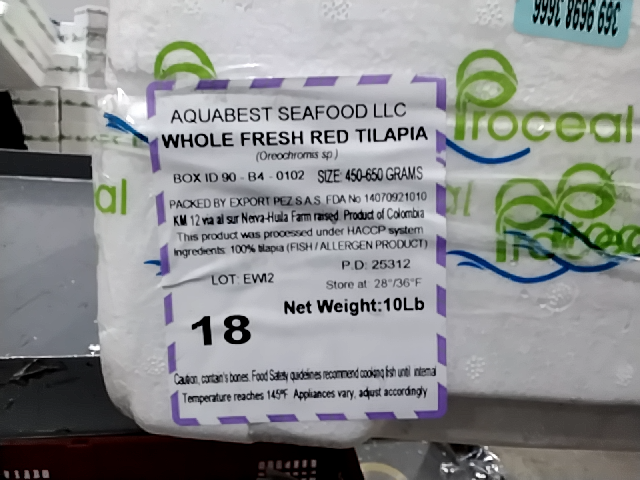 AQUABEST SEAFOOD LLC
WHOLE FRESH RED TILAPIA
(Oreochromis sp.)
BOX ID 90 - B4 - 0102 SIZE: 450-650 GRAMS
PACKED BY EXPORT PEZ S.A.S. FDA No 14070921010
KM 12 via al sur Neiva-Huila Farm raised. Product of Colombia
This product was processed under HACCP system
Ingredients: 100% tilapia (FISH / ALLERGEN PRODUCT)
P.D: 25312
LOT: EWI2
Store at: 28°/36°F
Net Weight:10Lb
18
Caution, contain's bones. Food Safety guidelines recommend cooking fish until internal
Temperature reaches 145°F. Appliances vary, adjust accordingly
Proceal
al